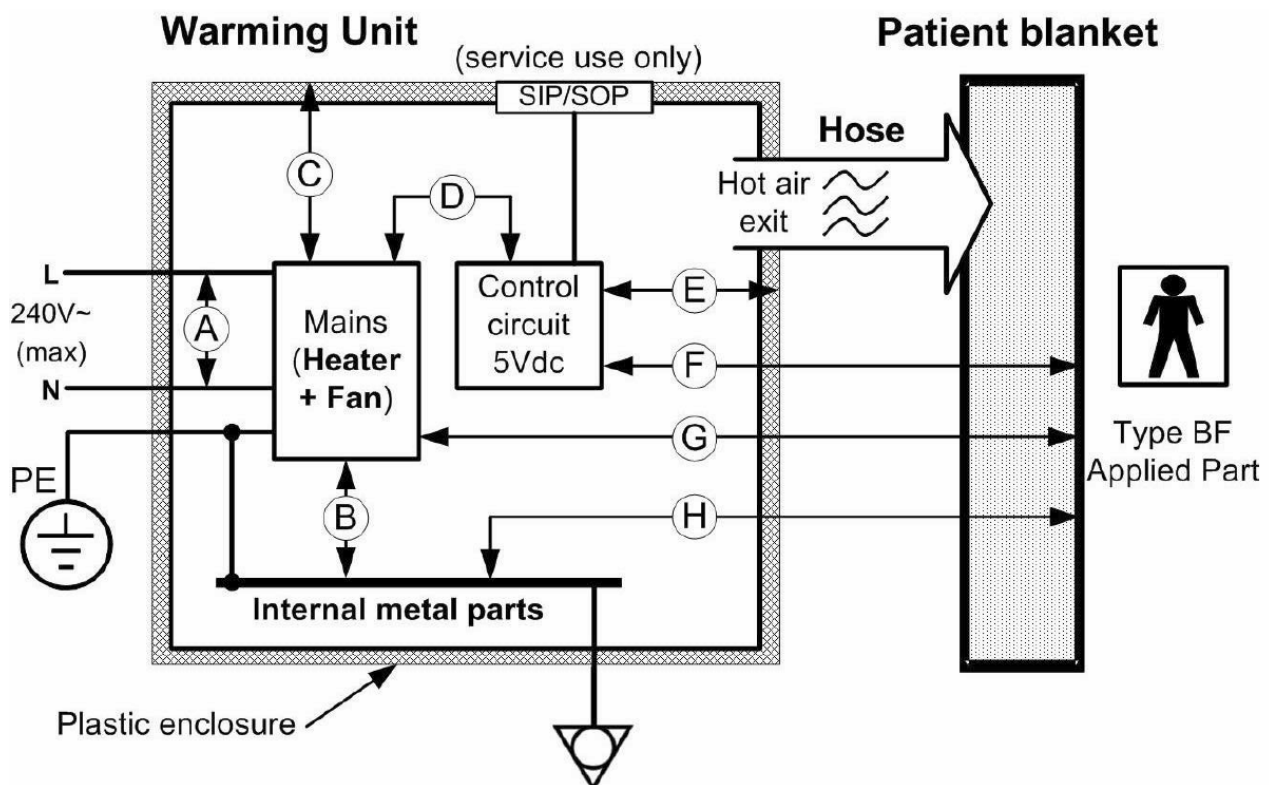 Warming Unit
Patient blanket
(service use only)
SIP/SOP
Hose
C
D
Hot air
exit
L
240V~
(max)
N
A
Mains
(Heater
+ Fan)
Control
circuit
5Vdc
E
F
G
Type BF
Applied Part
PE
B
H
Internal metal parts
Plastic enclosure